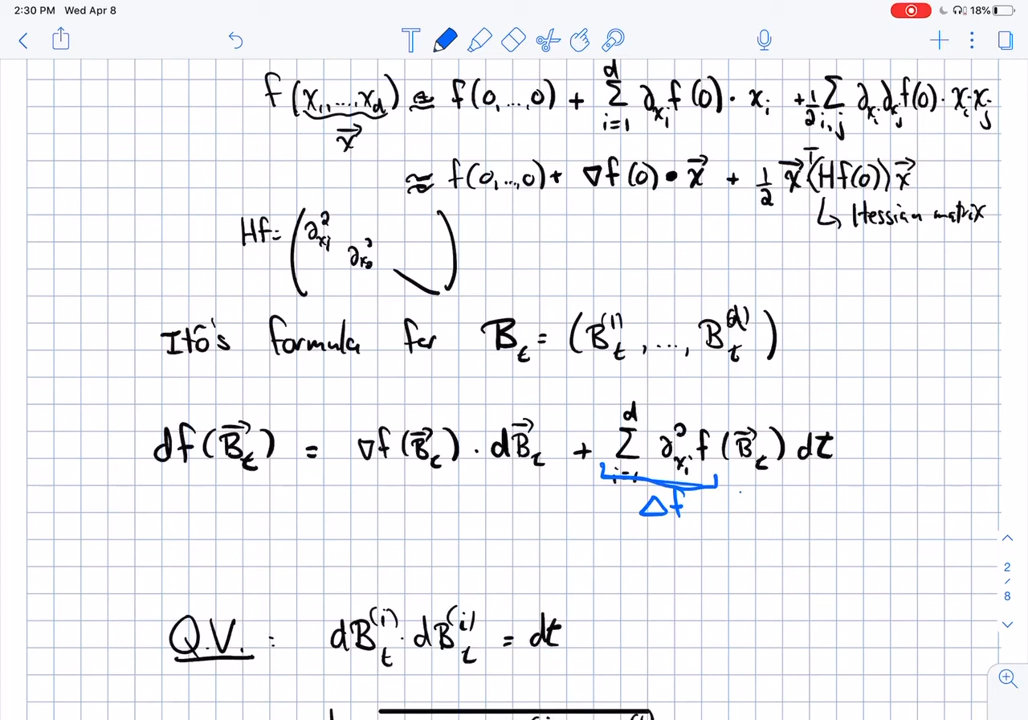 2:30 PM Wed Apr 8
18%
T
f(x₁,...,x_d) ≈ f(0,...,0) + Σ_{i=1}^{d} ∂_{x_i} f(0) · x_i + ½ Σ_{i,j} ∂_{x_i} ∂_{x_j} f(0) · x_i x_j
x⃗
≈ f(0,...,0) + ∇f(0) • x⃗ + ½ x⃗ᵀ(Hf(0)) x⃗
↳ Hessian matrix
Hf = ( ∂²_{x_1} ∂²_{x_2} \ )
Itō's formula for B_t = (B_t^{(1)}, ..., B_t^{(d)})
df(B⃗_t) = ∇f(B⃗_t) · dB⃗_t + Σ_{i=1}^{d} ∂²_{x_i} f(B⃗_t) dt
Δf
2
/
8
Q.V. : dB_t^{(i)} · dB_t^{(i)} = dt